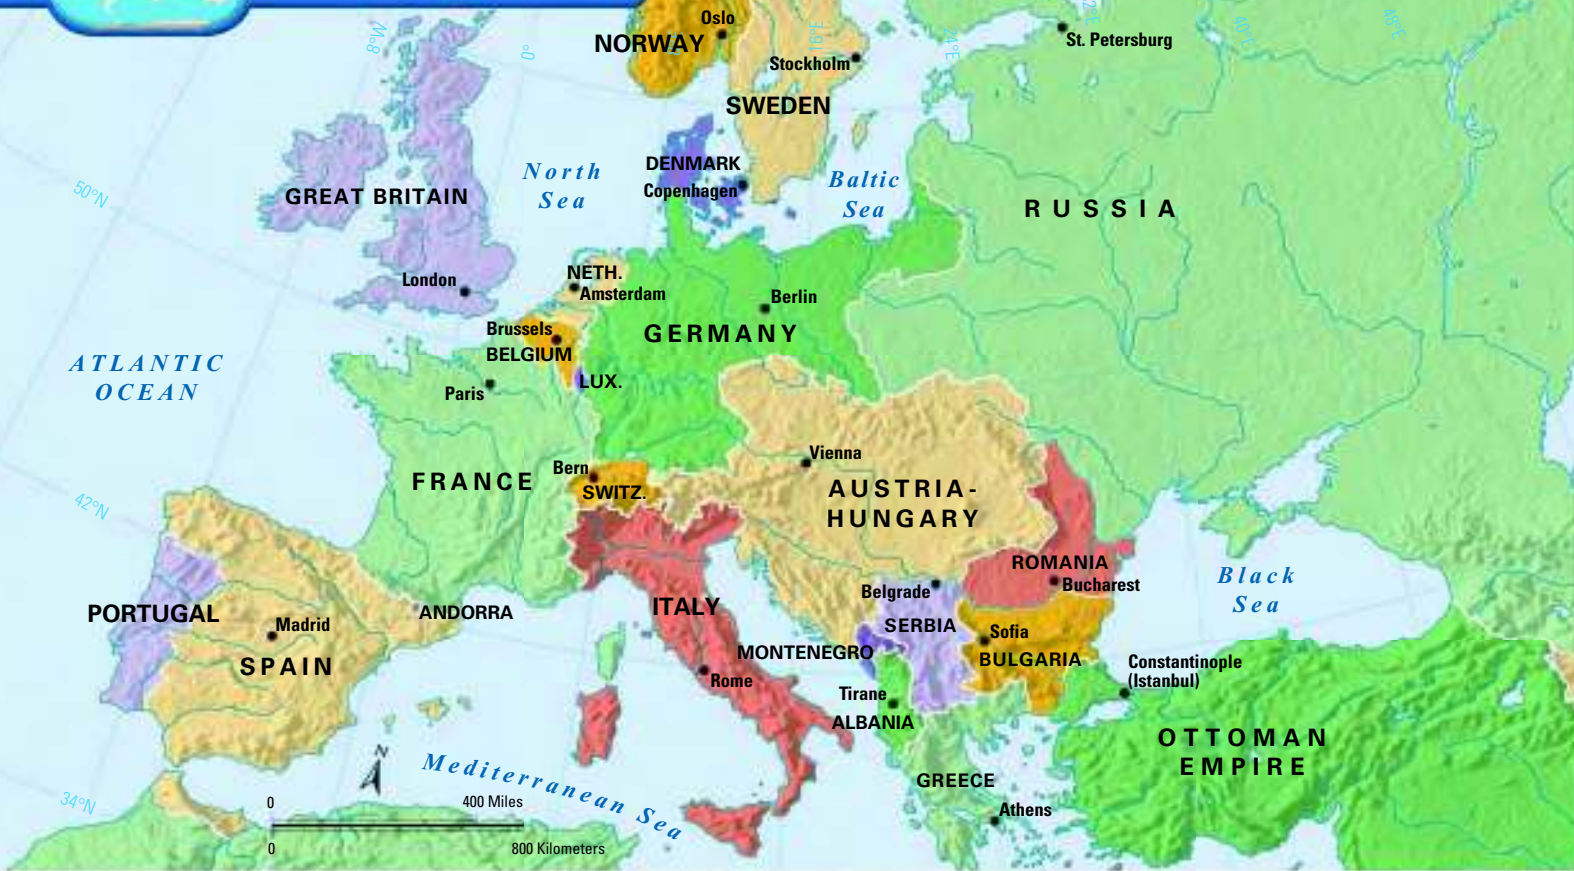 Oslo
NORWAY
St. Petersburg
Stockholm
SWEDEN
8°W
0°
16°E
24°E
40°E
48°E
North
Sea
DENMARK
Copenhagen
Baltic
Sea
50°N
GREAT BRITAIN
RUSSIA
London
NETH.
Amsterdam
Berlin
Brussels
BELGIUM
GERMANY
ATLANTIC
OCEAN
Paris
LUX.
FRANCE
Bern
SWITZ.
Vienna
AUSTRIA-
HUNGARY
42°N
ROMANIA
Bucharest
Black
Sea
Belgrade
PORTUGAL
Madrid
SPAIN
ANDORRA
ITALY
SERBIA
Sofia
BULGARIA
MONTENEGRO
Rome
Tirane
ALBANIA
Constantinople
(Istanbul)
OTTOMAN
EMPIRE
GREECE
Athens
Mediterranean Sea
34°N
N
0
400 Miles
0
800 Kilometers